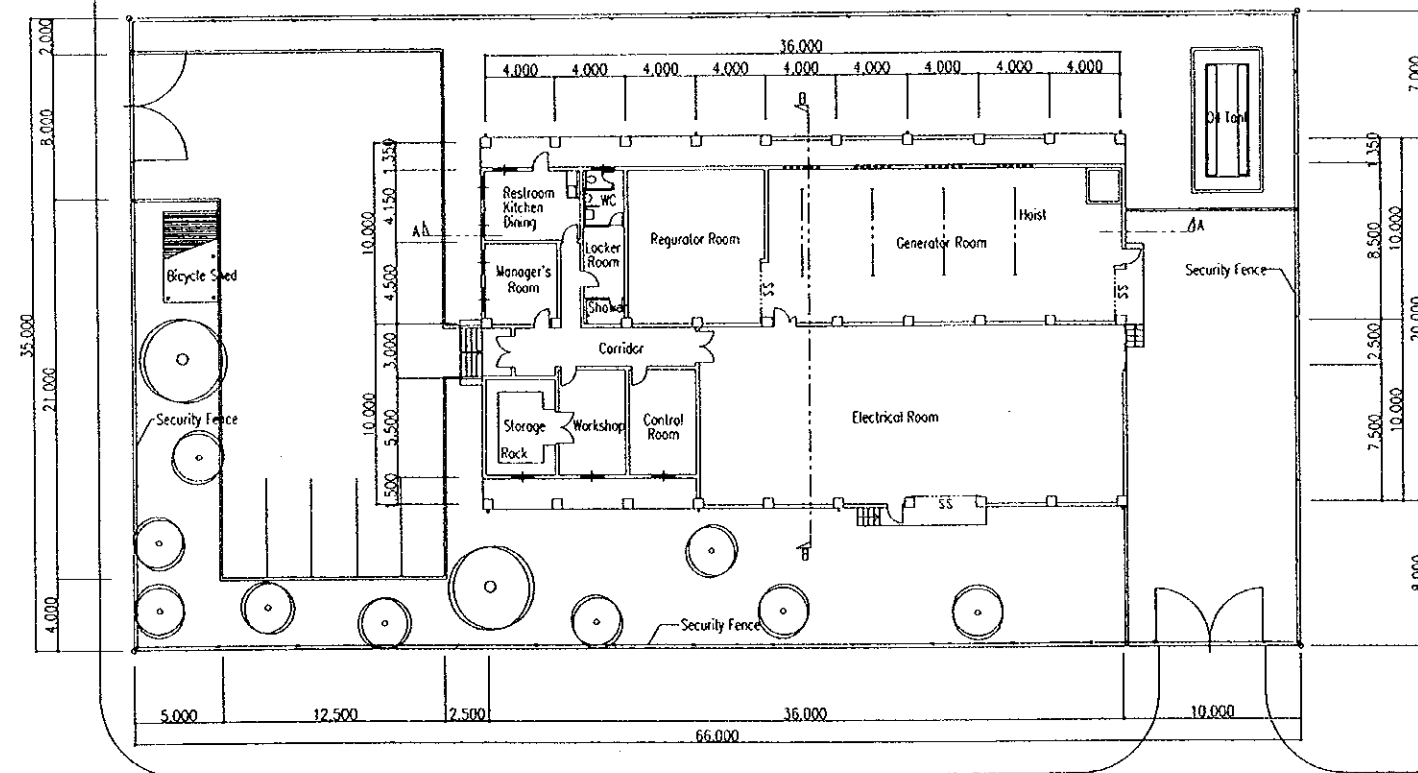 36.000
4.000 4.000 4.000 4.000 4.000 4.000 4.000 4.000 4.000
2.000
8.000
21.000
4.000
35.000
7.000
1.350
8.500
10.000
2.500
20.000
7.500
10.000
1.350
4.150
10.000
4.500
3.000
10.000
5.500
1.500
B
Oil Tank
Restroom
Kitchen
Dining
WC
A
A
Regurator Room
Generator Room
Hoist
Locker
Room
Security Fence
Bicycle Shed
Manager's
Room
SS
SS
Corridor
Security Fence
Storage
Rack
Workshop
Control
Room
Electrical Room
SS
B
Security Fence
5.000
12.500
2.500
36.000
10.000
66.000